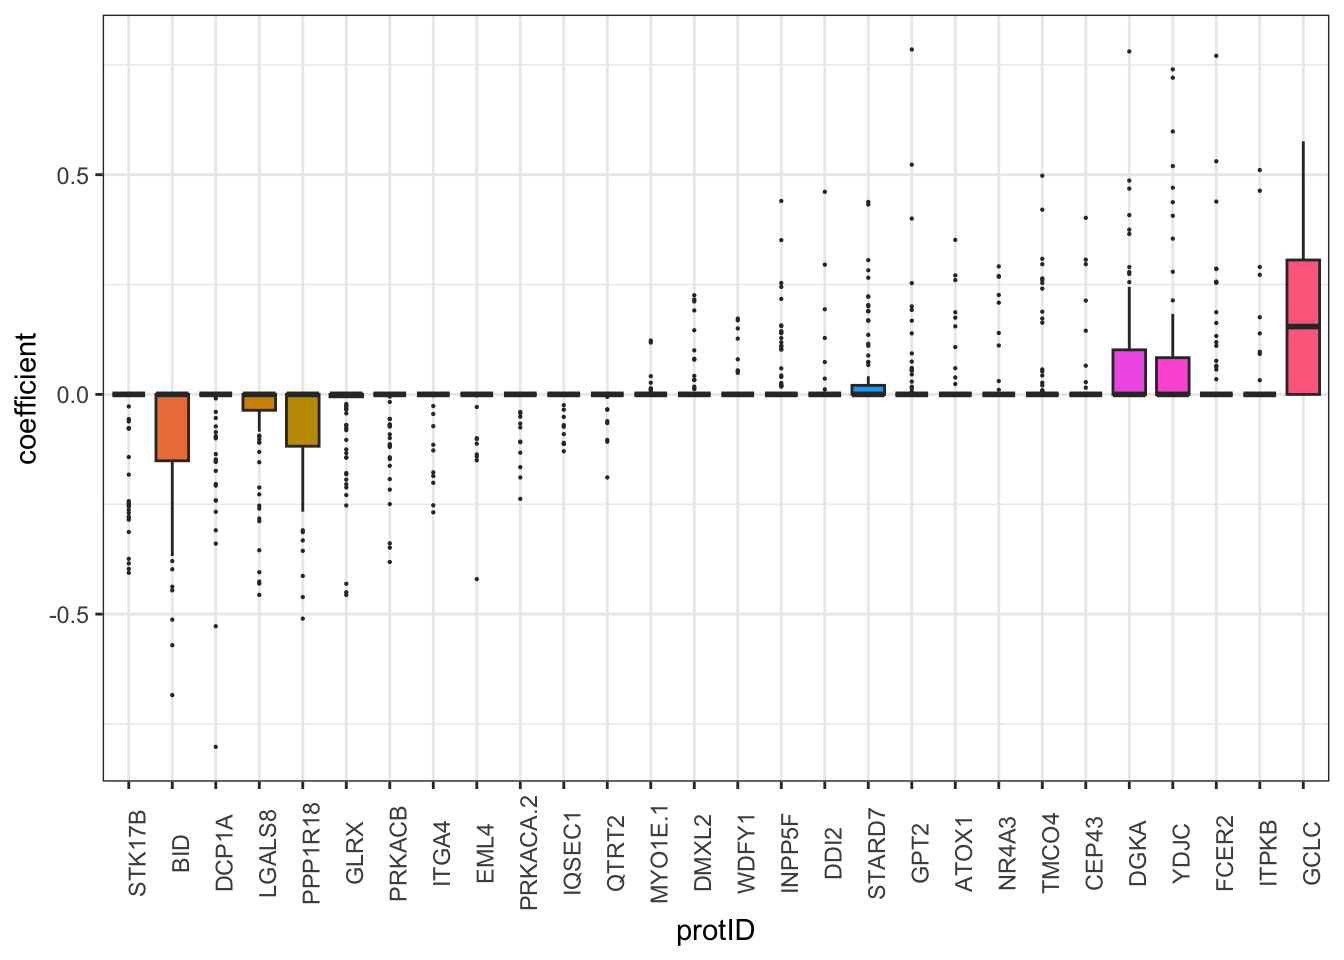 coefficient
0.5
0.0
-0.5
STK17B
BID
DCP1A
LGALS8
PPP1R18
GLRX
PRKACB
ITGA4
EML4
PRKACA.2
IQSEC1
QTRT2
MYO1E.1
DMXL2
WDFY1
INPP5F
DDI2
STARD7
GPT2
ATOX1
NR4A3
TMCO4
CEP43
DGKA
YDJC
FCER2
ITPKB
GCLC
protID